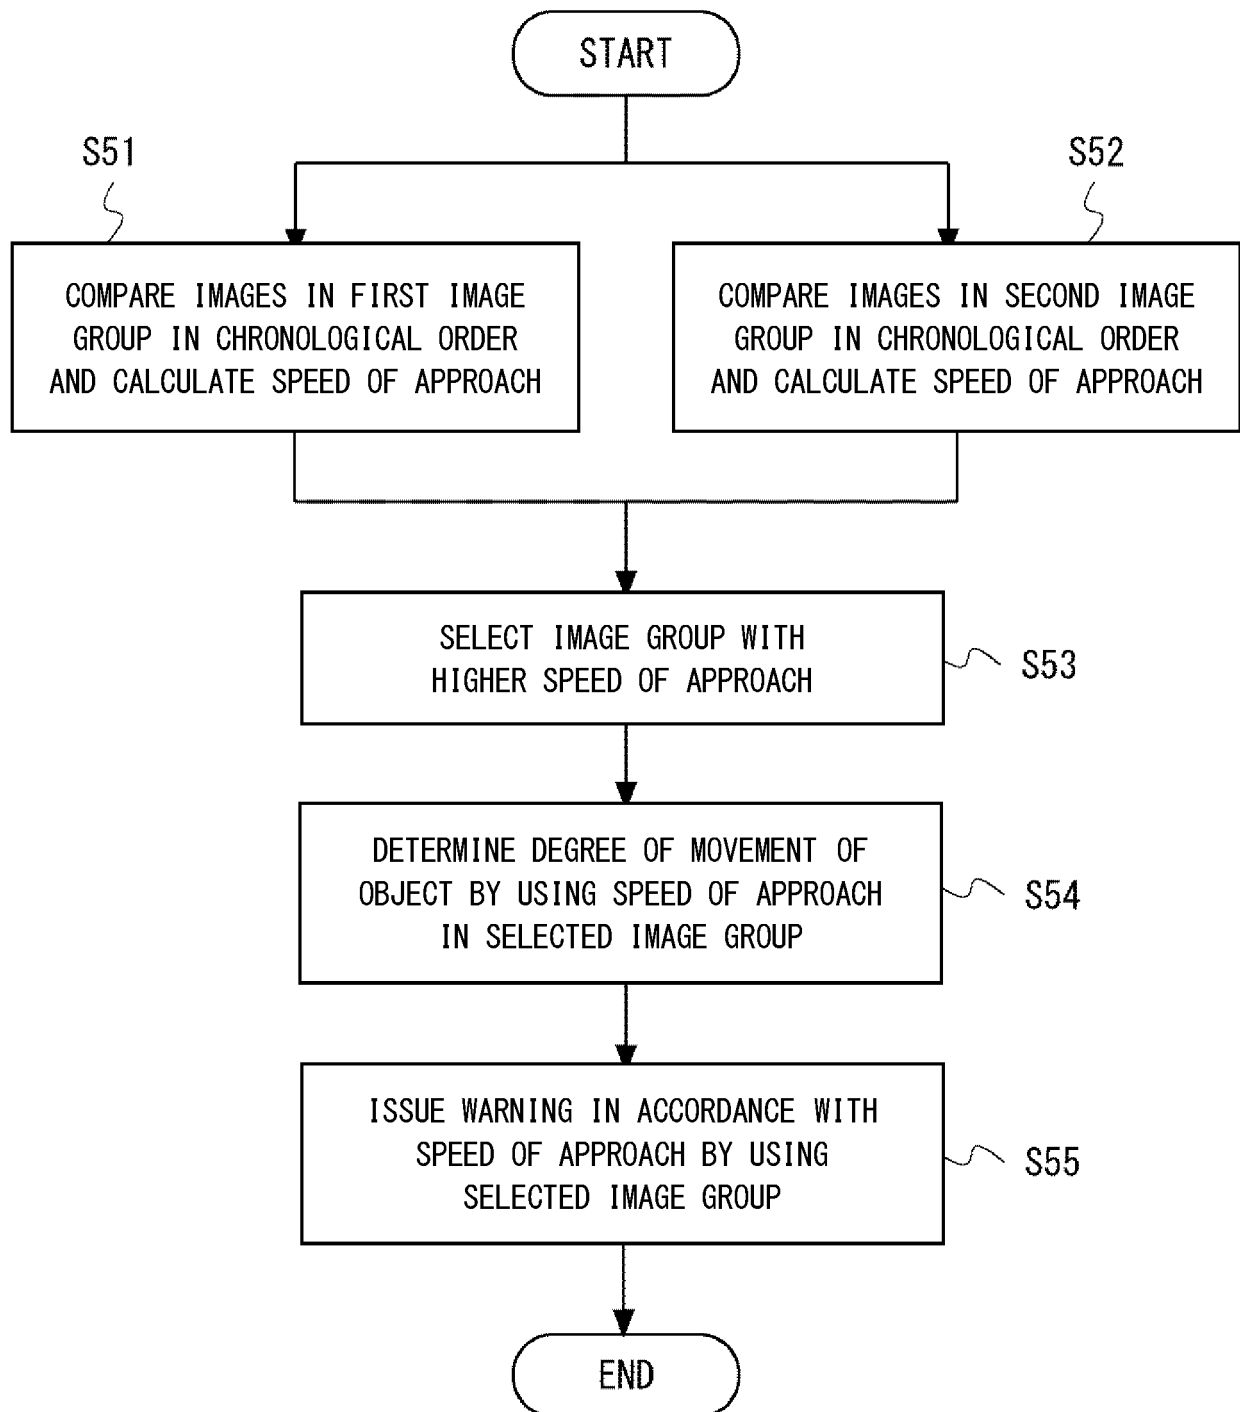 START
S51
S52
COMPARE IMAGES IN FIRST IMAGE
GROUP IN CHRONOLOGICAL ORDER
AND CALCULATE SPEED OF APPROACH
COMPARE IMAGES IN SECOND IMAGE
GROUP IN CHRONOLOGICAL ORDER
AND CALCULATE SPEED OF APPROACH
SELECT IMAGE GROUP WITH
HIGHER SPEED OF APPROACH
S53
DETERMINE DEGREE OF MOVEMENT OF
OBJECT BY USING SPEED OF APPROACH
IN SELECTED IMAGE GROUP
S54
ISSUE WARNING IN ACCORDANCE WITH
SPEED OF APPROACH BY USING
SELECTED IMAGE GROUP
S55
END